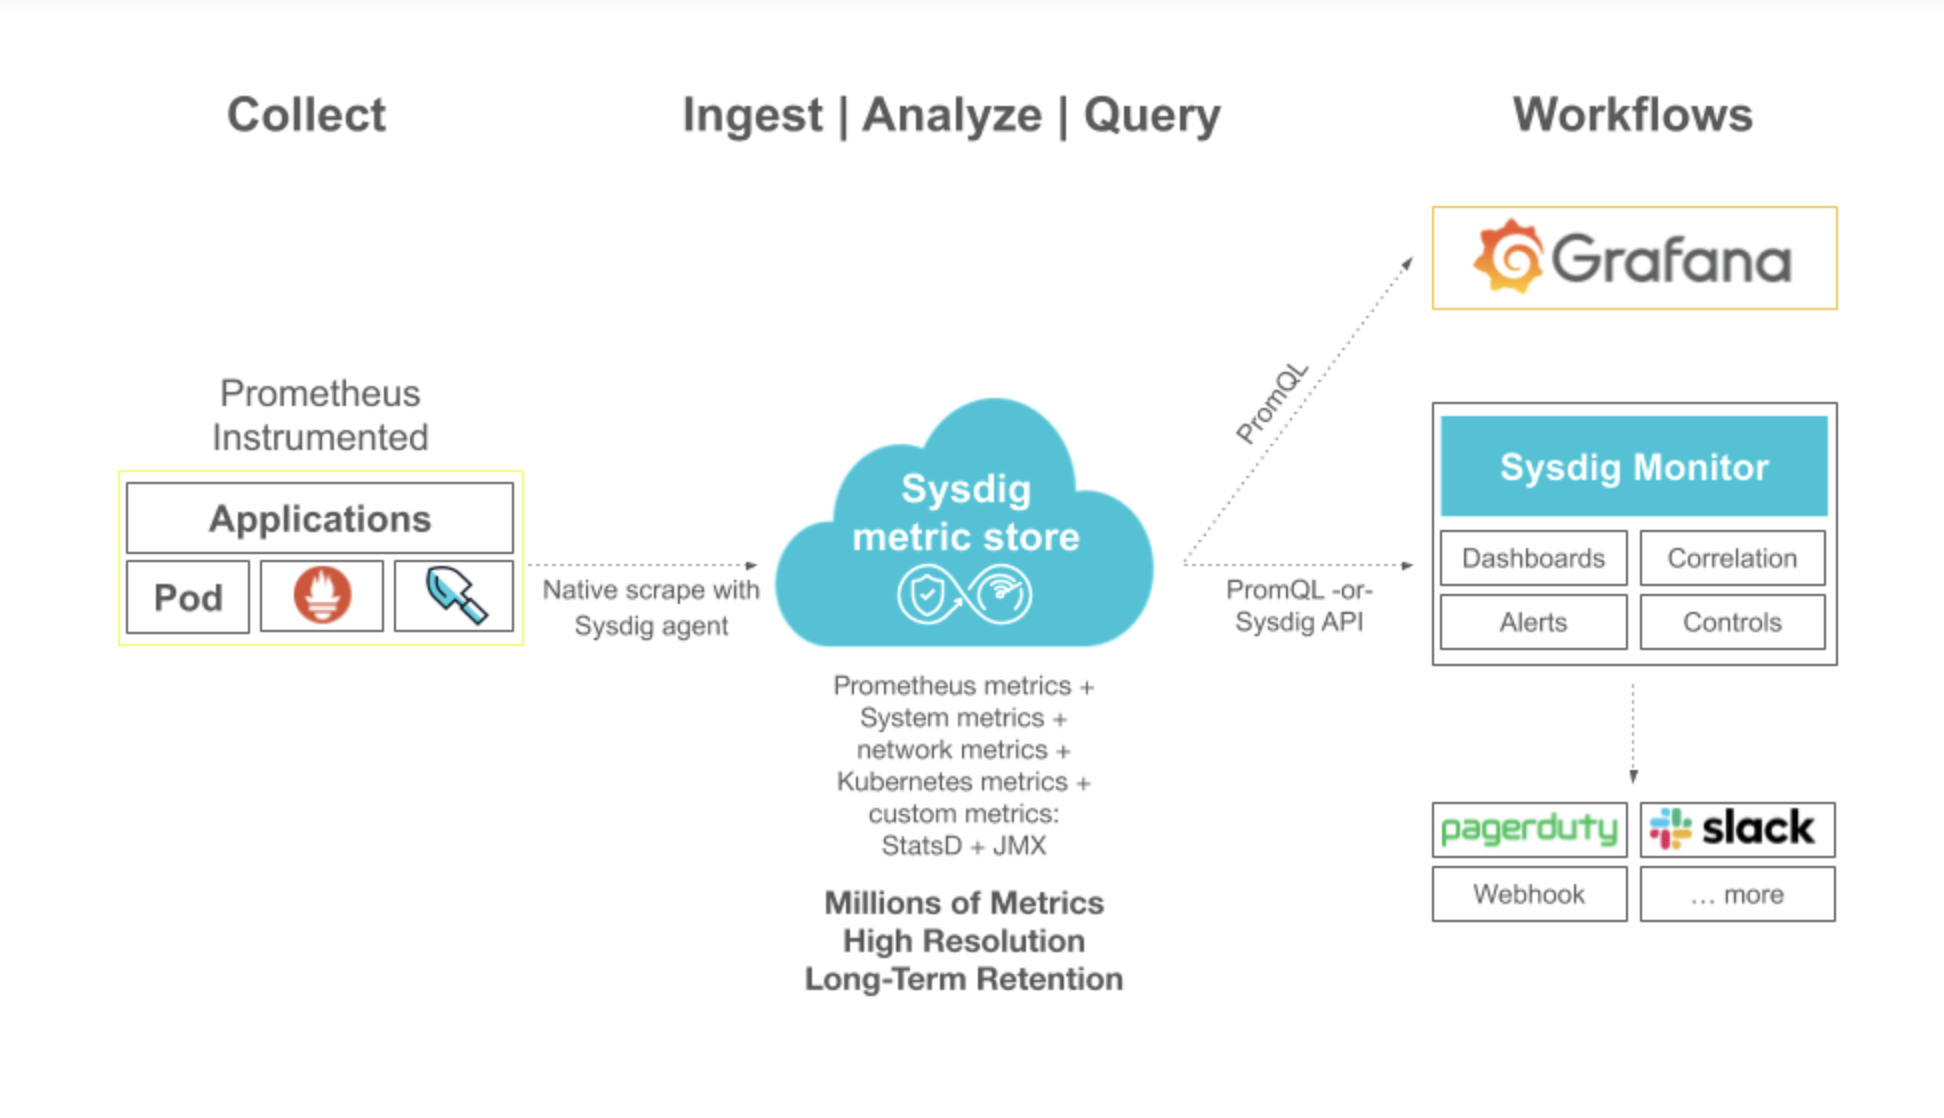 Collect
Ingest | Analyze | Query
Workflows
Grafana
PromQL
Prometheus
Instrumented
Applications
Pod
Native scrape with
Sysdig agent
Sysdig
metric store
PromQL -or-
Sysdig API
Sysdig Monitor
Dashboards
Correlation
Alerts
Controls
Prometheus metrics +
System metrics +
network metrics +
Kubernetes metrics +
custom metrics:
StatsD + JMX
Millions of Metrics
High Resolution
Long-Term Retention
pagerduty
slack
Webhook
... more